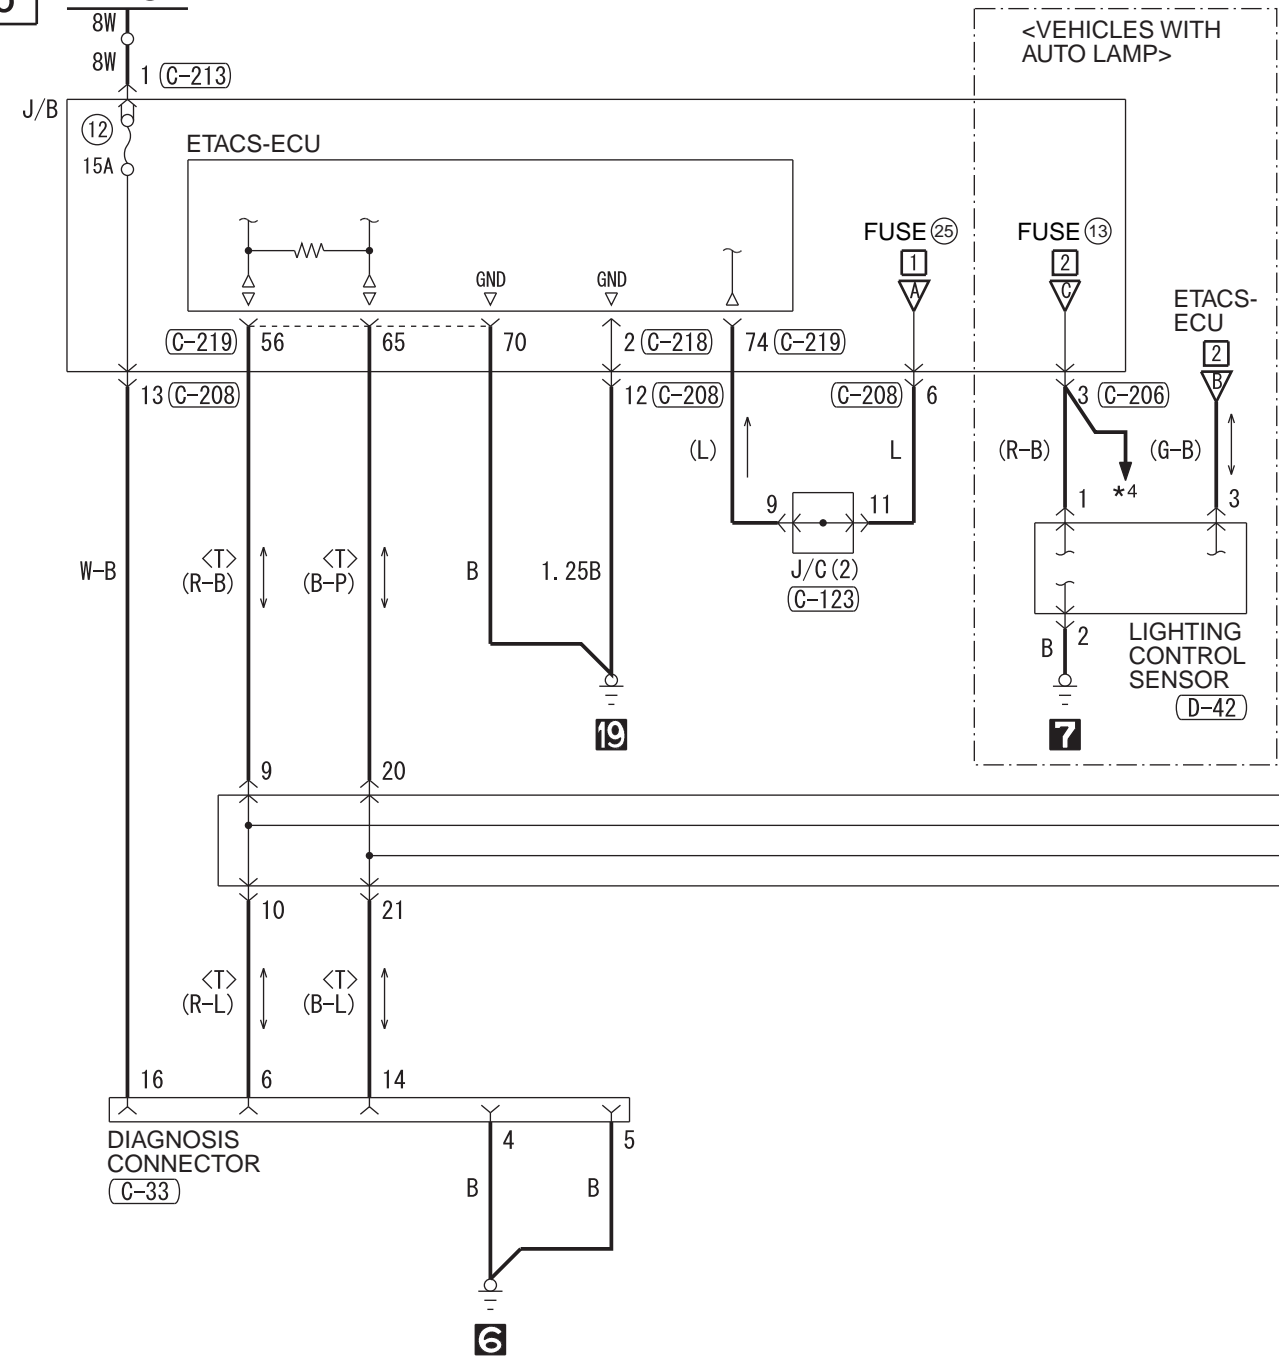 8W
8W
1 (C-213)
<VEHICLES WITH
AUTO LAMP>
J/B
12
15A
ETACS-ECU
GND
GND
FUSE 25
1
A
FUSE 13
2
C
ETACS-
ECU
2
B
C-219 56
65
70
2 C-218
74 C-219
13 C-208
12 C-208
C-208 6
3 C-206
(L)
L
(R-B)
*4
(G-B)
9
11
1
3
J/C(2)
C-123
W-B
<T>
(R-B)
<T>
(B-P)
B
1.25B
B
2
LIGHTING
CONTROL
SENSOR
D-42
19
7
9
20
10
21
<T>
(R-L)
<T>
(B-L)
16
6
14
DIAGNOSIS
CONNECTOR
C-33
4
5
B
B
6